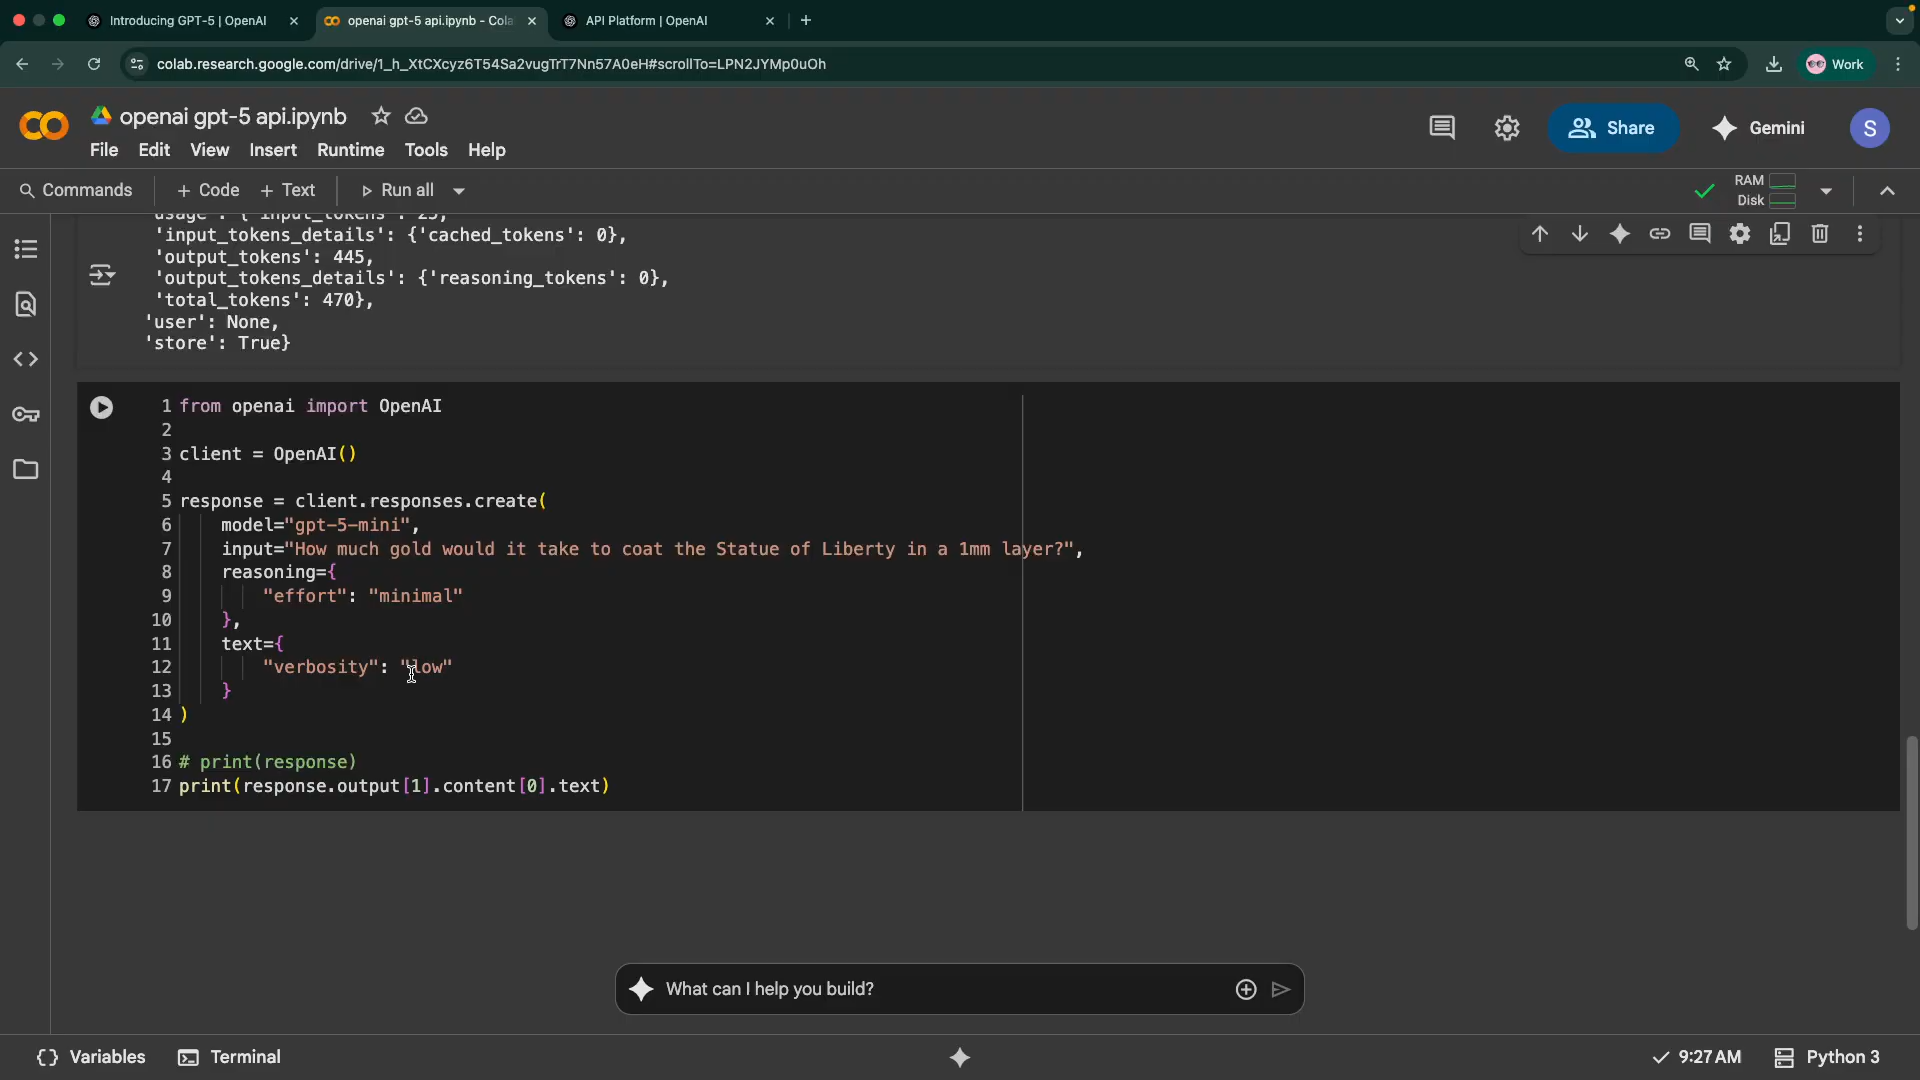 Introducing GPT-5 | OpenAI
openai gpt-5 api.ipynb - Cola
API Platform | OpenAI
colab.research.google.com/drive/1_h_XtCXcyz6T54Sa2vugTrT7Nn57A0eH#scrollTo=LPN2JYMp0uOh
Work
openai gpt-5 api.ipynb
Share
Gemini
S
File Edit View Insert Runtime Tools Help
Commands
+ Code + Text
Run all
RAM
Disk
'usage': {'input_tokens': 25,
'input_tokens_details': {'cached_tokens': 0},
'output_tokens': 445,
'output_tokens_details': {'reasoning_tokens': 0},
'total_tokens': 470},
'user': None,
'store': True}
1 from openai import OpenAI
2
3 client = OpenAI()
4
5 response = client.responses.create(
6 model="gpt-5-mini",
7 input="How much gold would it take to coat the Statue of Liberty in a 1mm layer?",
8 reasoning={
9 "effort": "minimal"
10 },
11 text={
12 "verbosity": "low"
13 }
14 )
15
16 # print(response)
17 print(response.output[1].content[0].text)
What can I help you build?
{} Variables
Terminal
9:27 AM
Python 3